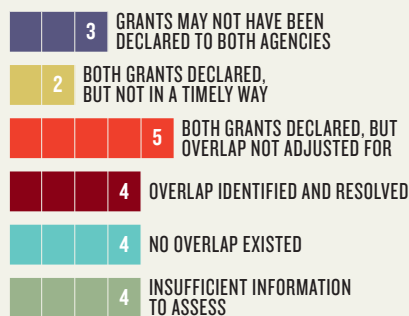 3 GRANTS MAY NOT HAVE BEEN
DECLARED TO BOTH AGENCIES
2 BOTH GRANTS DECLARED,
BUT NOT IN A TIMELY WAY
5 BOTH GRANTS DECLARED, BUT
OVERLAP NOT ADJUSTED FOR
4 OVERLAP IDENTIFIED AND RESOLVED
4 NO OVERLAP EXISTED
4 INSUFFICIENT INFORMATION
TO ASSESS